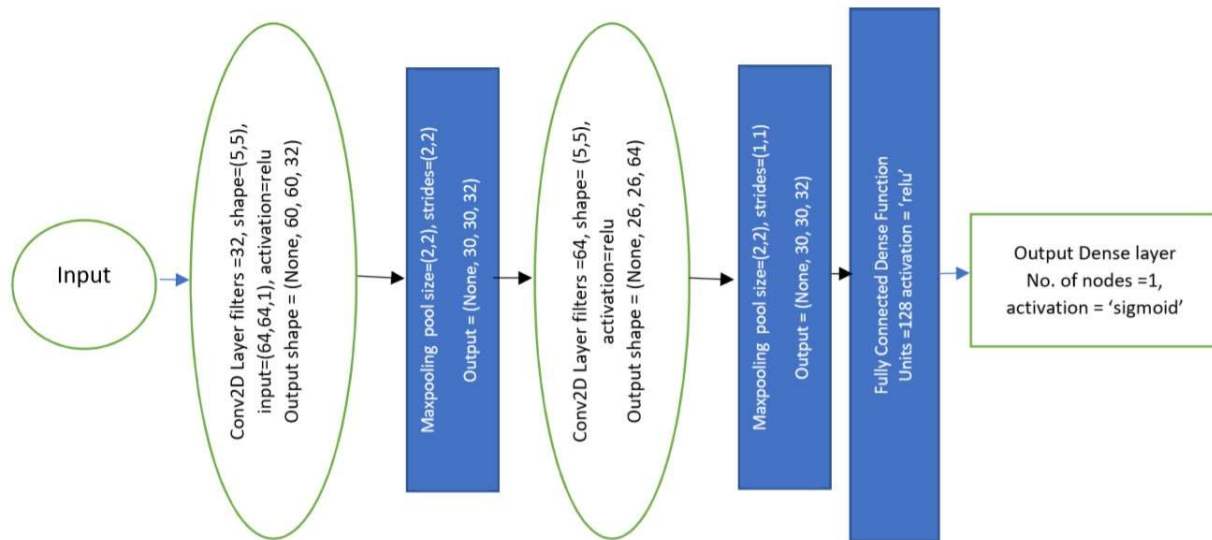 Input
Conv2D Layer filters =32, shape=(5,5),
input=(64,64,1), activation=relu
Output shape = (None, 60, 60, 32)
Maxpooling pool size=(2,2), strides=(2,2)
Output = (None, 30, 30, 32)
Conv2D Layer filters =64, shape= (5,5),
activation=relu
Output shape = (None, 26, 26, 64)
Maxpooling pool size=(2,2), strides=(1,1)
Output = (None, 30, 30, 32)
Fully Connected Dense Function
Units =128 activation = ‘relu’
Output Dense layer
No. of nodes =1,
activation = ‘sigmoid’